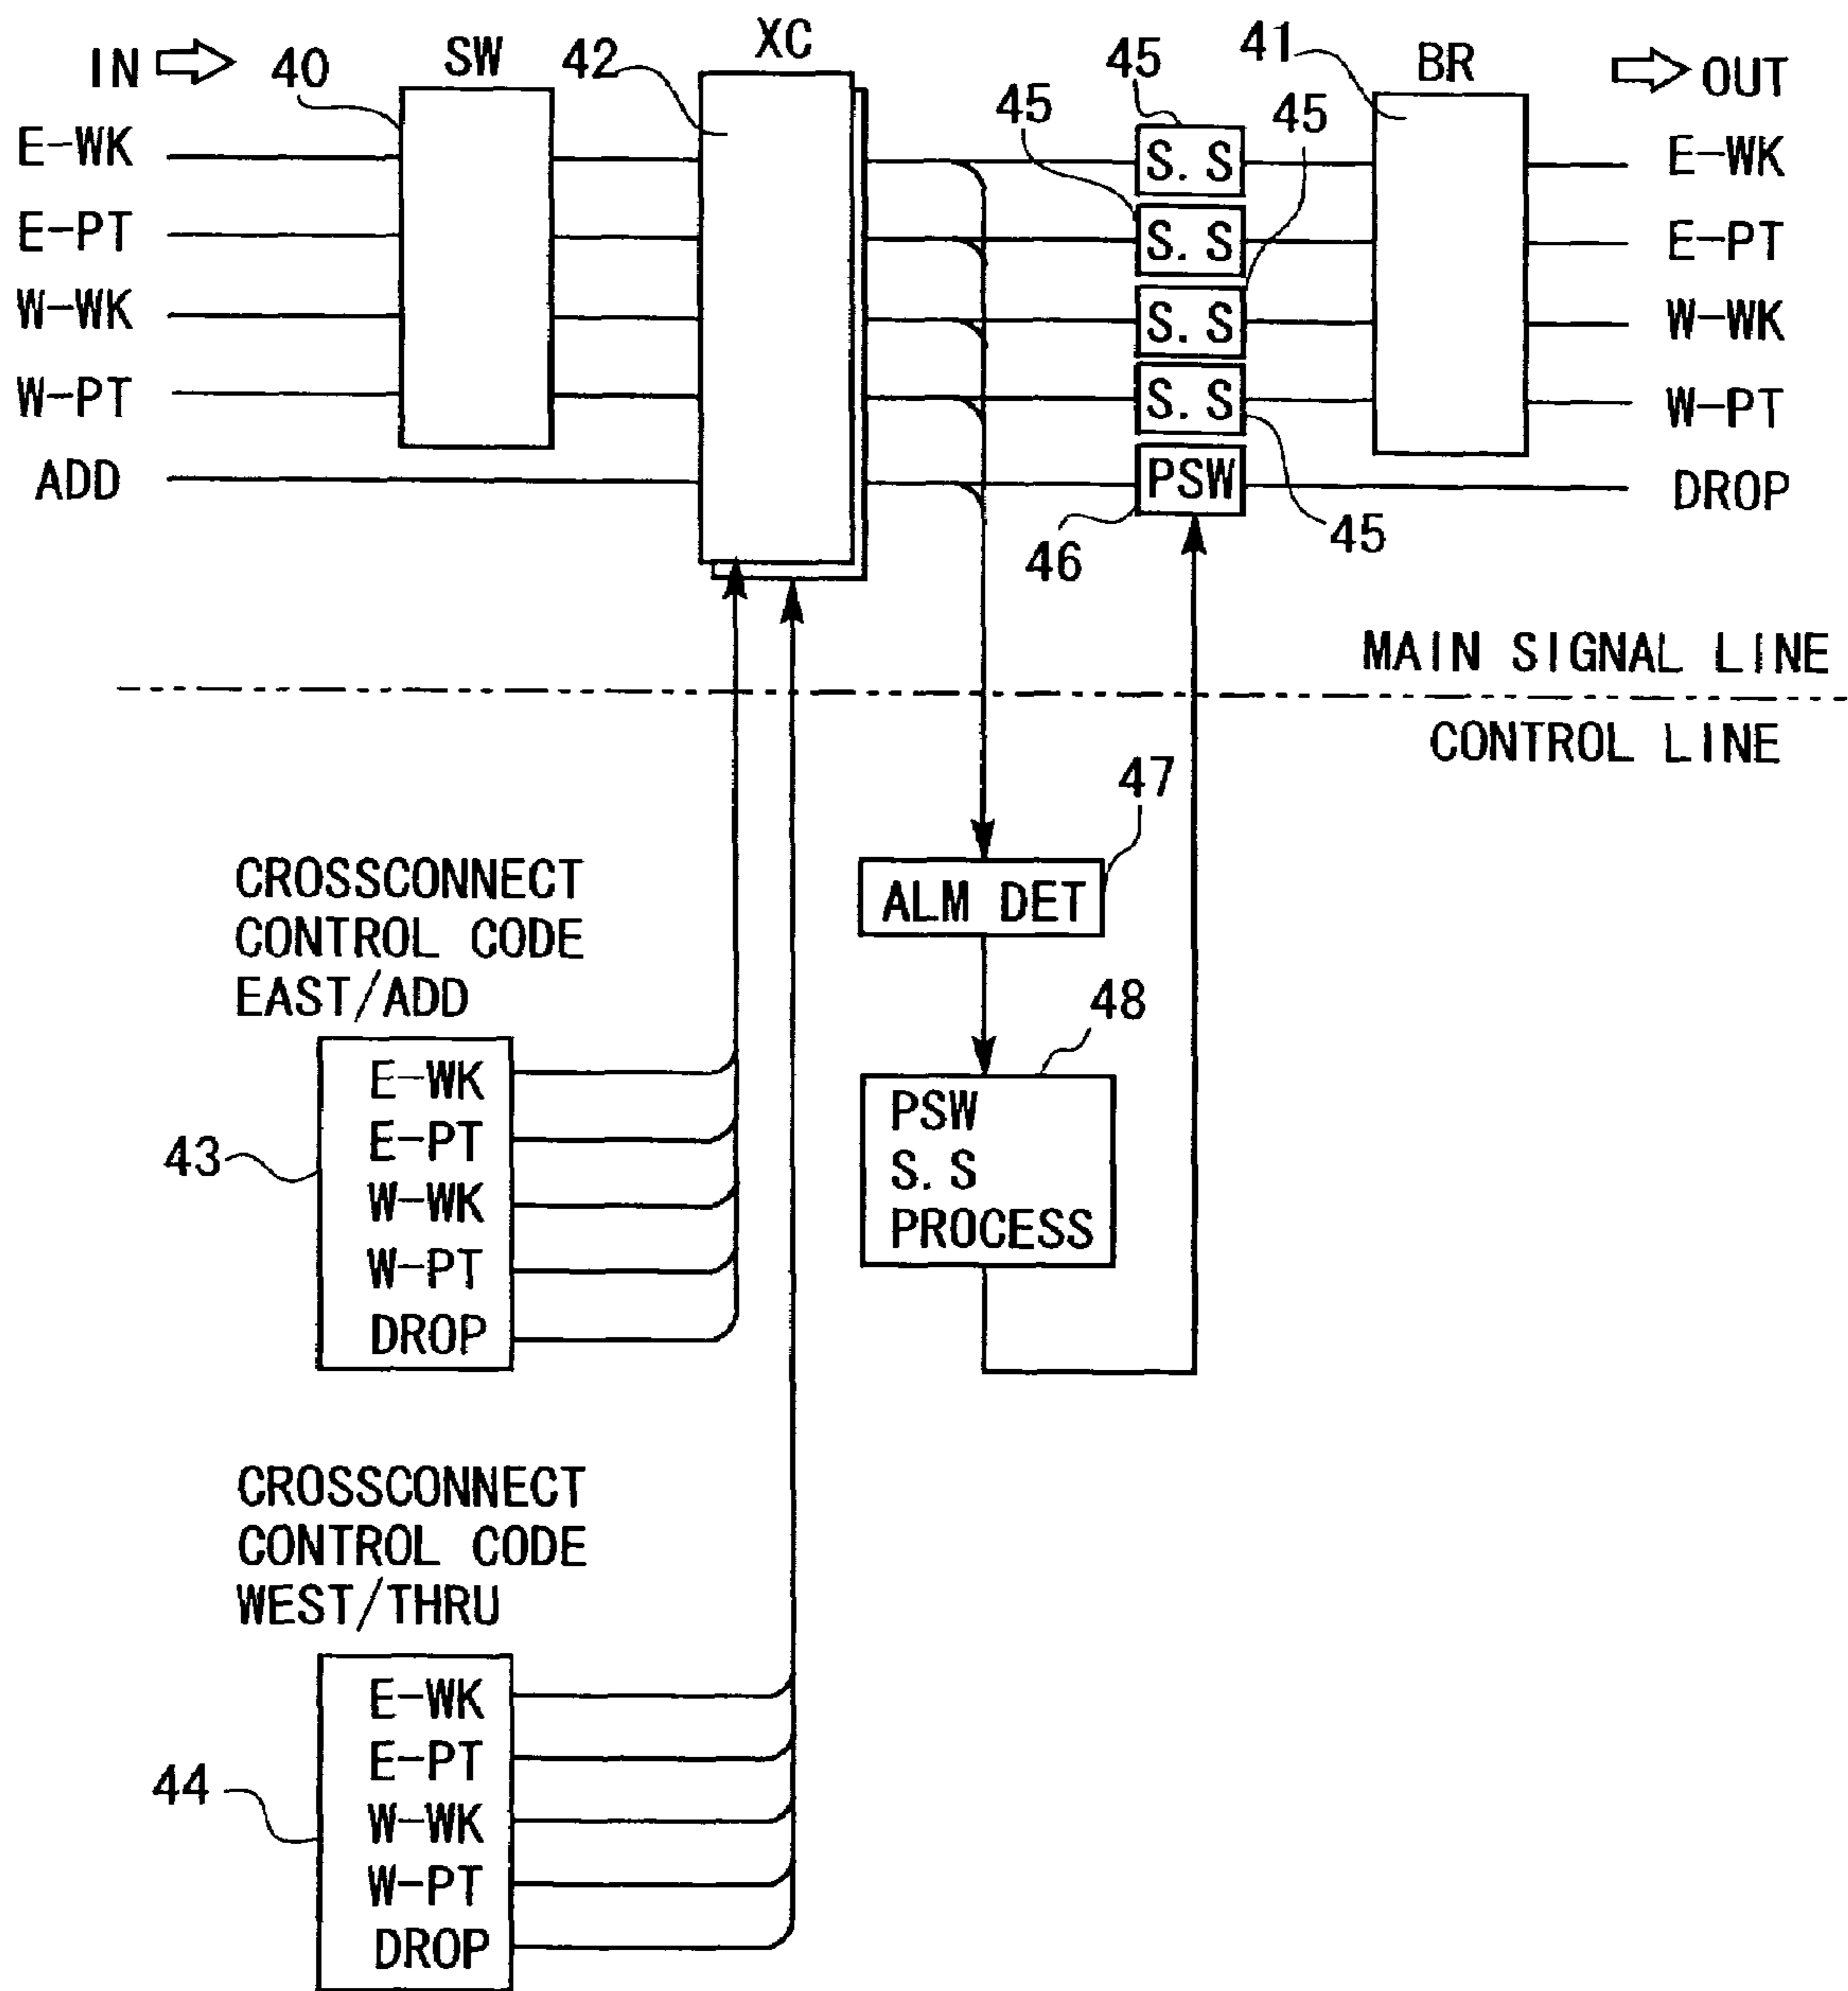 IN SW 42 XC 45 41 BR OUT
40 45 45
E-WK S.S E-WK
E-PT S.S E-PT
W-WK S.S W-WK
W-PT S.S W-PT
ADD PSW DROP
46 45
MAIN SIGNAL LINE
CONTROL LINE
47
ALM DET
CROSSCONNECT
CONTROL CODE
EAST/ADD
48
PSW
S.S
PROCESS
43
E-WK
E-PT
W-WK
W-PT
DROP
CROSSCONNECT
CONTROL CODE
WEST/THRU
44
E-WK
E-PT
W-WK
W-PT
DROP